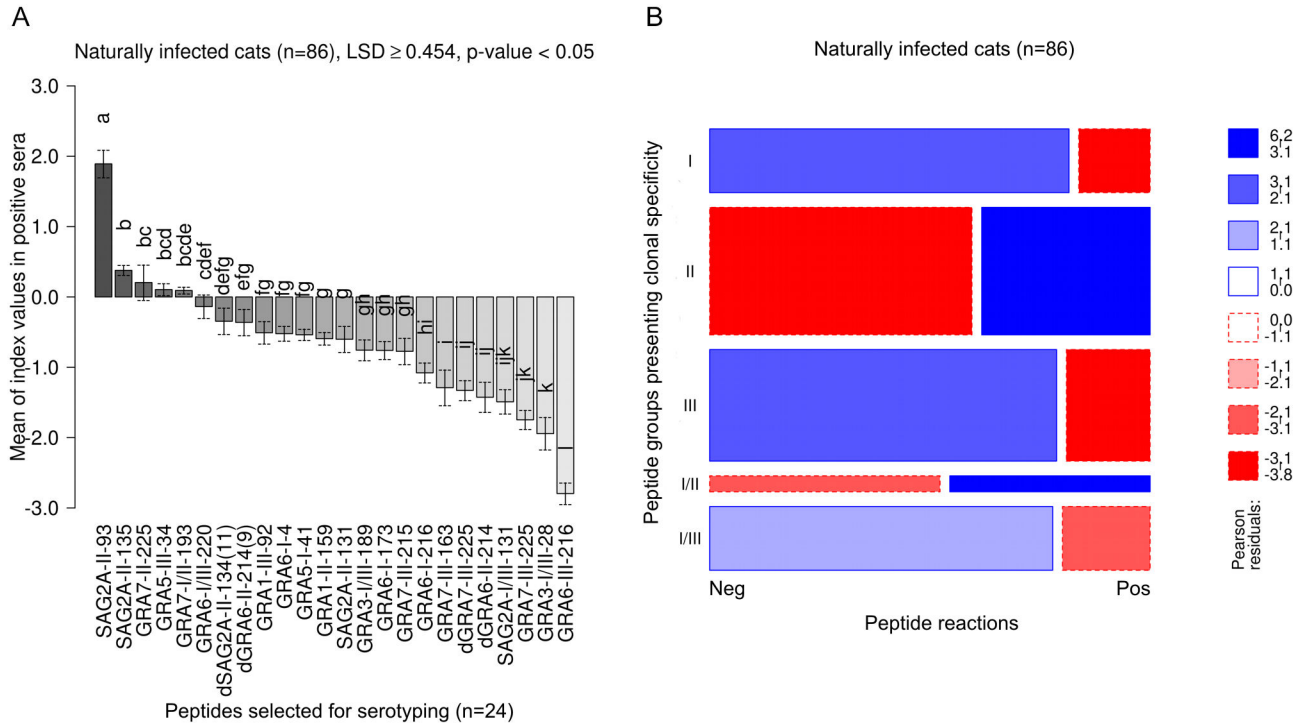 A
Naturally infected cats (n=86), LSD ≥ 0.454, p-value < 0.05
Mean of index values in positive sera
3.0
2.0
1.0
0.0
-1.0
-2.0
-3.0
a
b
bc
bcd
bcde
cdef
defg
efg
fg
fg
fg
g
g
gh
gh
gh
hi
i
ij
ij
ijk
jk
k
l
SAG2A-II-93
SAG2A-II-135
GRA7-II-225
GRA5-III-34
GRA7-I/II-193
GRA6-I/III-220
dSAG2A-II-134(11)
dGRA6-II-214(9)
GRA1-III-92
GRA6-I-4
GRA5-I-41
GRA1-II-159
SAG2A-II-131
GRA3-I/III-189
GRA6-I-173
GRA7-III-215
GRA6-I-216
GRA7-III-163
dGRA7-II-225
dGRA6-II-214
SAG2A-I/III-131
GRA7-III-225
GRA3-I/III-28
GRA6-III-216
Peptides selected for serotyping (n=24)
B
Naturally infected cats (n=86)
Peptide groups presenting clonal specificity
I
II
III
I/II
I/III
Neg
Pos
Peptide reactions
6,2
3.1
3,1
2.1
2,1
1.1
1,1
0.0
0,0
-1.1
-1,1
-2.1
-2,1
-3.1
-3,1
-3.8
Pearson
residuals: